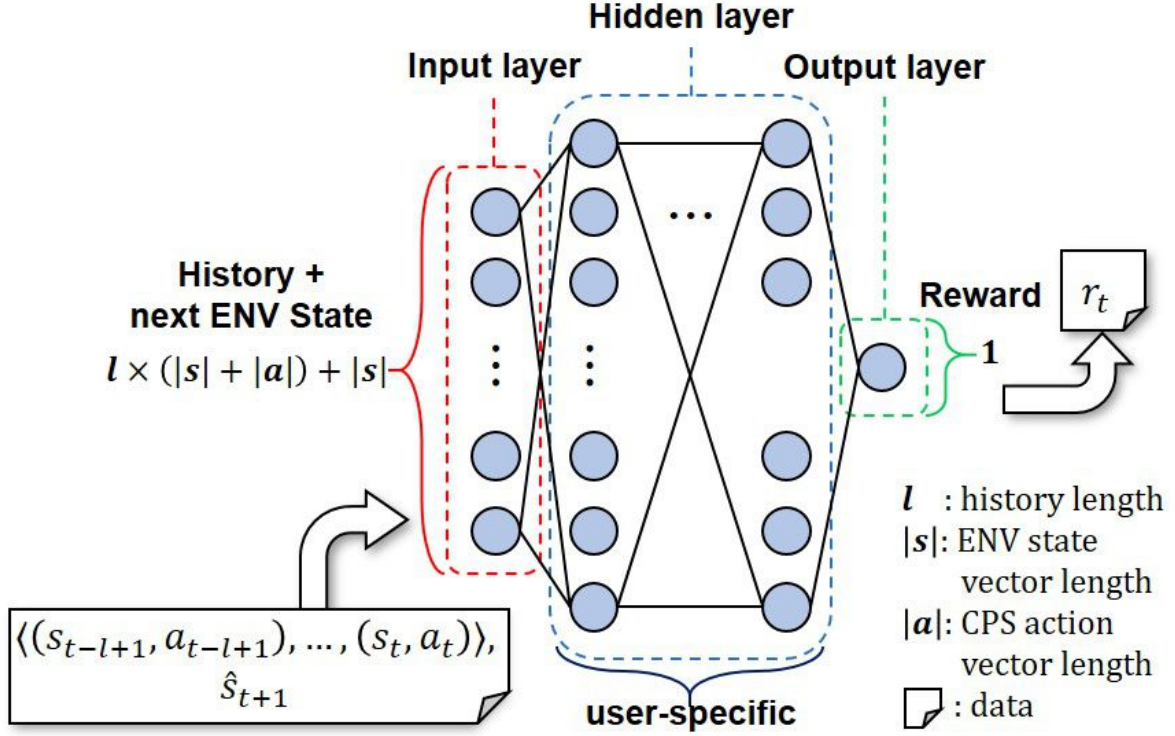 Hidden layer
Input layer
Output layer
...
History +
next ENV State
l × (|s| + |a|) + |s|
Reward
r_t
1
⟨(s_{t−l+1}, a_{t−l+1}), ..., (s_t, a_t)⟩,
ŝ_{t+1}
user-specific
l : history length
|s|: ENV state
vector length
|a|: CPS action
vector length
: data